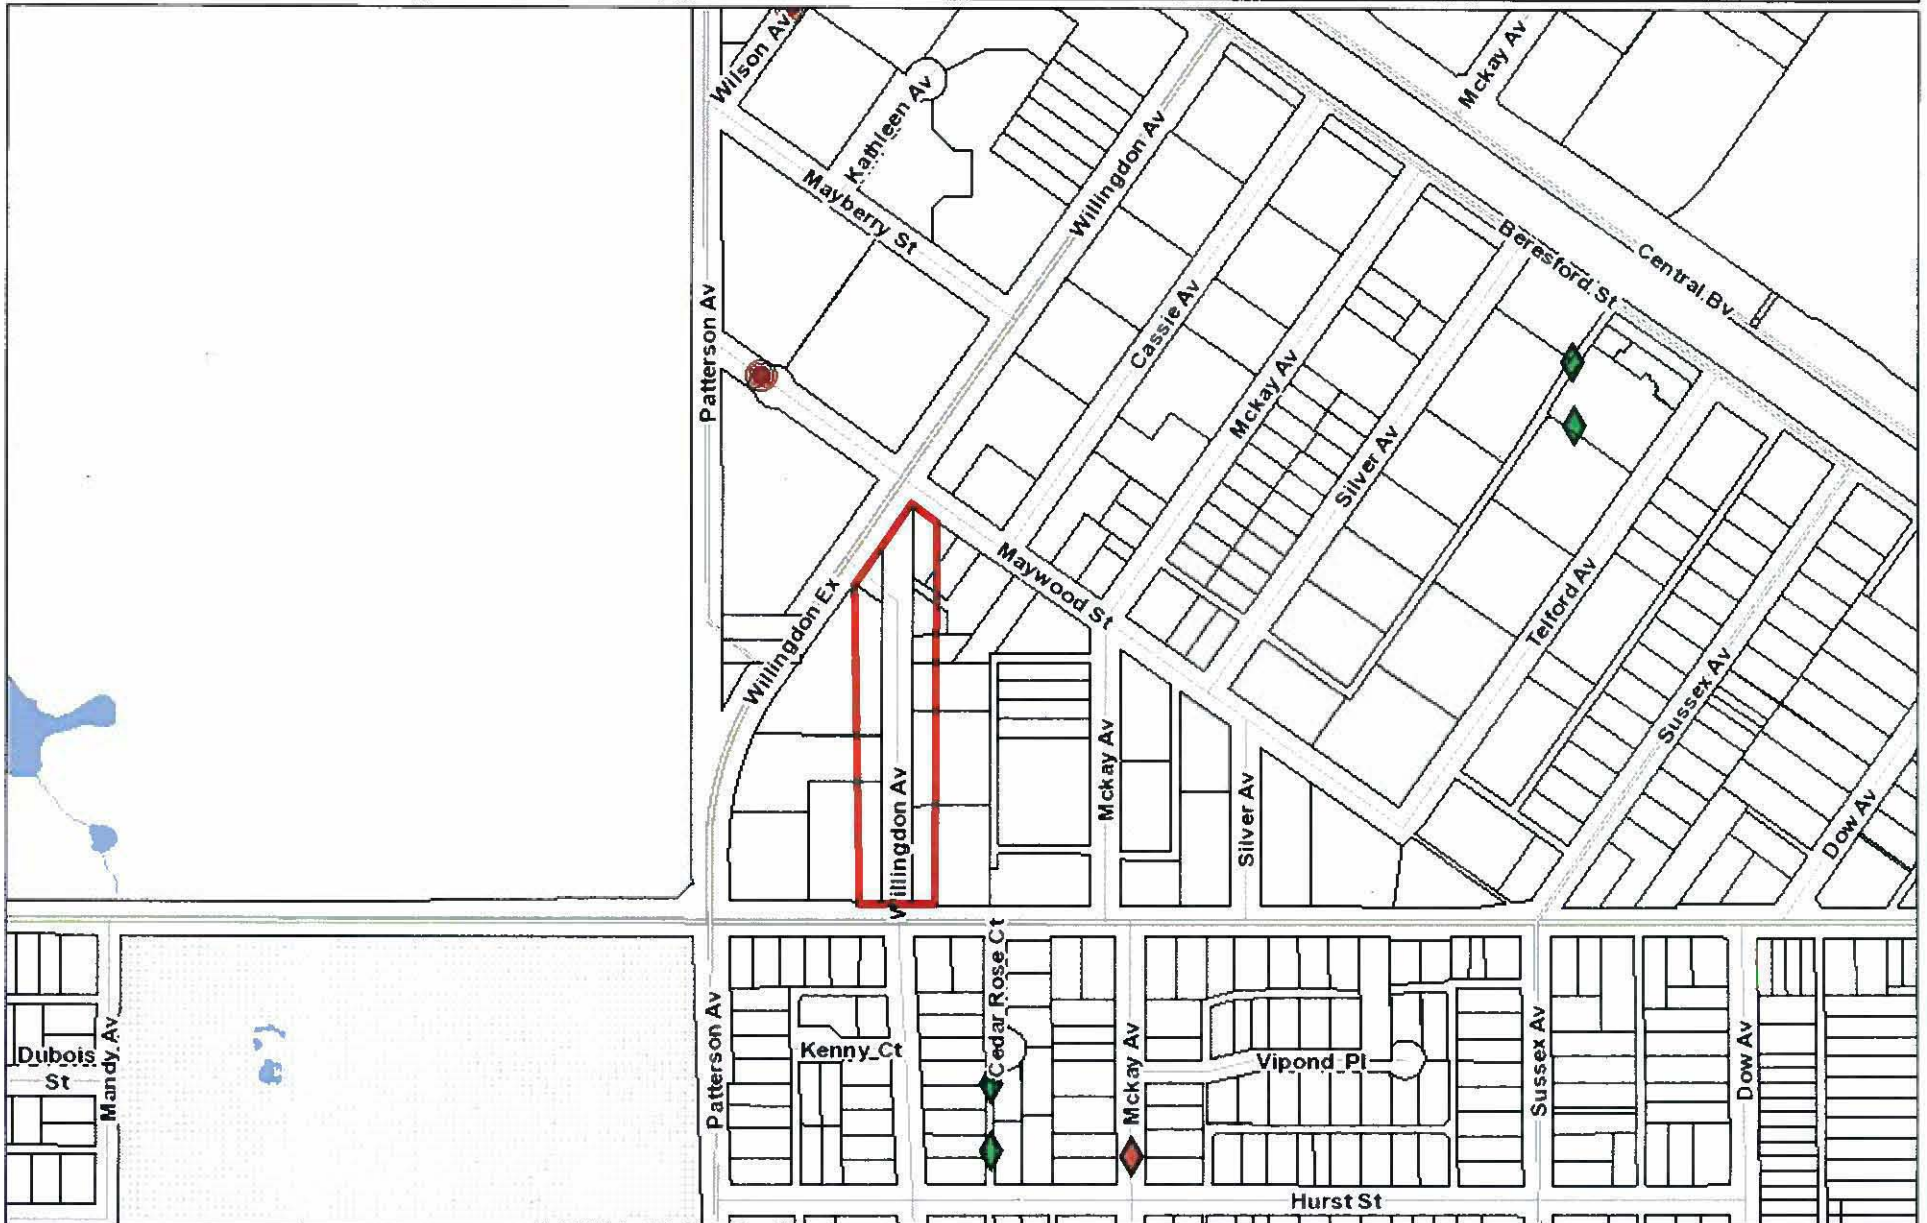 Wilson Av
Kathleen Av
Mckay Av
Mayberry St
Willingdon Av
Beresford St
Central Bv
Patterson Av
Cassie Av
Mckay Av
Silver Av
Maywood St
Willingdon Ex
Telford Av
Sussex Av
Mckay Av
Silver Av
Willingdon Av
Dow Av
Cedar Rose Ct
Dubois
St
Mandy Av
Patterson Av
Kenny Ct
Mckay Av
Vipond Pl
Sussex Av
Dow Av
Hurst St